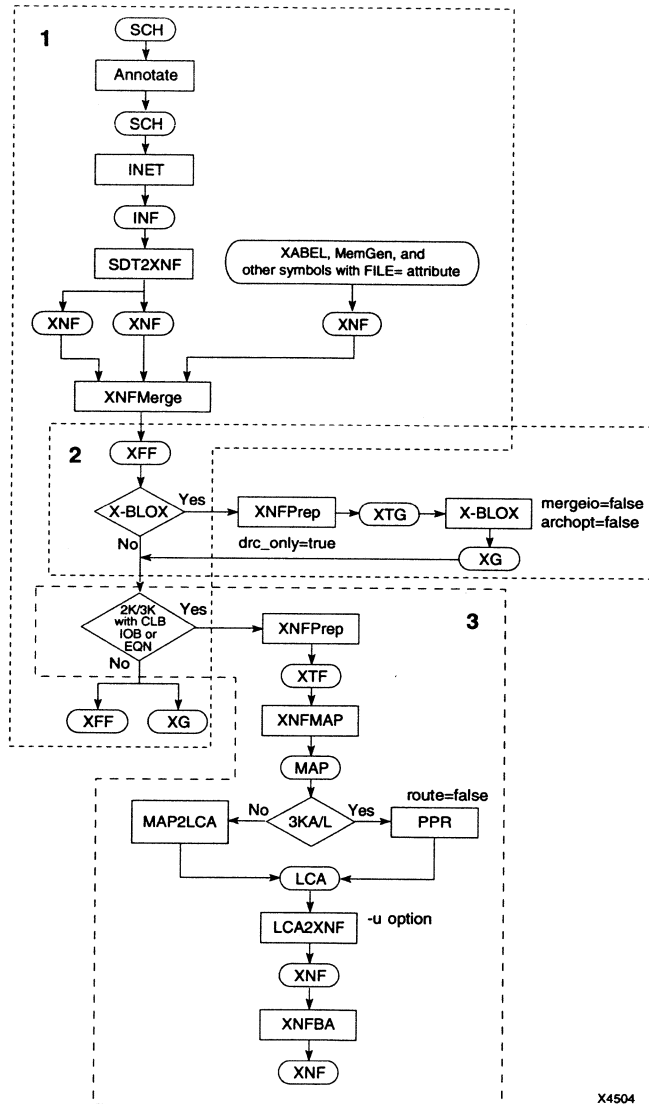 1
SCH
Annotate
SCH
INET
INF
SDT2XNF
XABEL, MemGen, and
other symbols with FILE= attribute
XNF
XNF
XNF
XNFMerge
2
XFF
X-BLOX
Yes
No
XNFPrep
XTG
X-BLOX
mergeio=false
archopt=false
drc_only=true
XG
2K/3K
with CLB
IOB or
EQN
Yes
No
XFF
XG
3
XNFPrep
XTF
XNFMAP
MAP
3KA/L
No
Yes
route=false
MAP2LCA
PPR
LCA
LCA2XNF
-u option
XNF
XNFBA
XNF
X4504